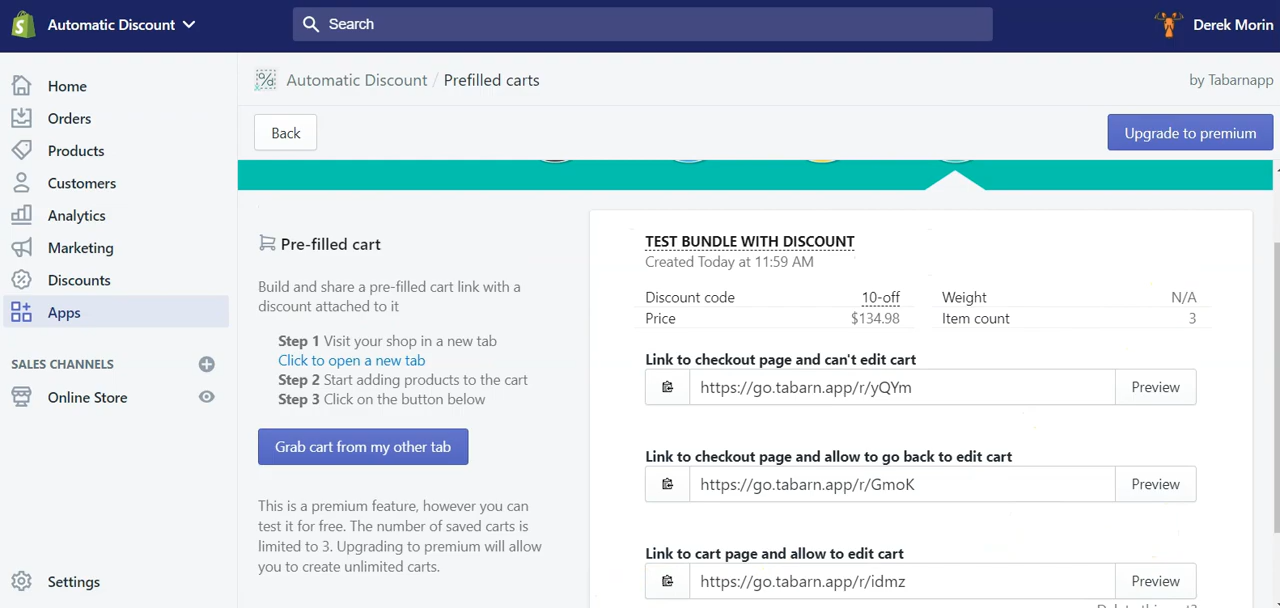 Automatic Discount
Search
Derek Morin
Home
Orders
Products
Customers
Analytics
Marketing
Discounts
Apps
SALES CHANNELS
Online Store
Settings
Automatic Discount / Prefilled carts
by Tabarnapp
Back
Upgrade to premium
Pre-filled cart
Build and share a pre-filled cart link with a
discount attached to it
Step 1 Visit your shop in a new tab
Click to open a new tab
Step 2 Start adding products to the cart
Step 3 Click on the button below
Grab cart from my other tab
This is a premium feature, however you can
test it for free. The number of saved carts is
limited to 3. Upgrading to premium will allow
you to create unlimited carts.
TEST BUNDLE WITH DISCOUNT
Created Today at 11:59 AM
Discount code 10-off Weight N/A
Price $134.98 Item count 3
Link to checkout page and can't edit cart
https://go.tabarn.app/r/yQYm Preview
Link to checkout page and allow to go back to edit cart
https://go.tabarn.app/r/GmoK Preview
Link to cart page and allow to edit cart
https://go.tabarn.app/r/idmz Preview